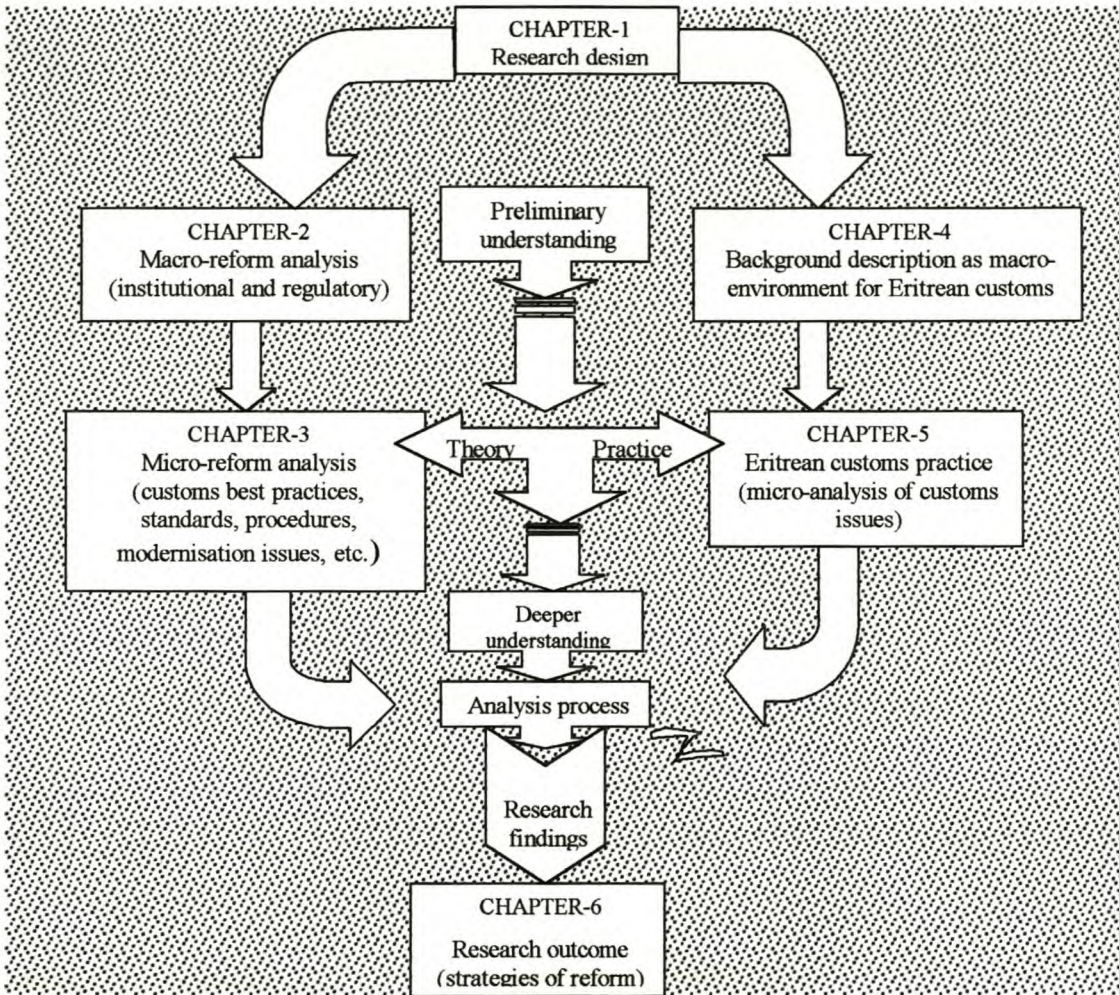 CHAPTER-1
Research design
CHAPTER-2
Macro-reform analysis
(institutional and regulatory)
Preliminary
understanding
CHAPTER-4
Background description as macro-
environment for Eritrean customs
CHAPTER-3
Micro-reform analysis
(customs best practices,
standards, procedures,
modernisation issues, etc.)
Theory
Practice
CHAPTER-5
Eritrean customs practice
(micro-analysis of customs
issues)
Deeper
understanding
Analysis process
Research
findings
CHAPTER-6
Research outcome
(strategies of reform)